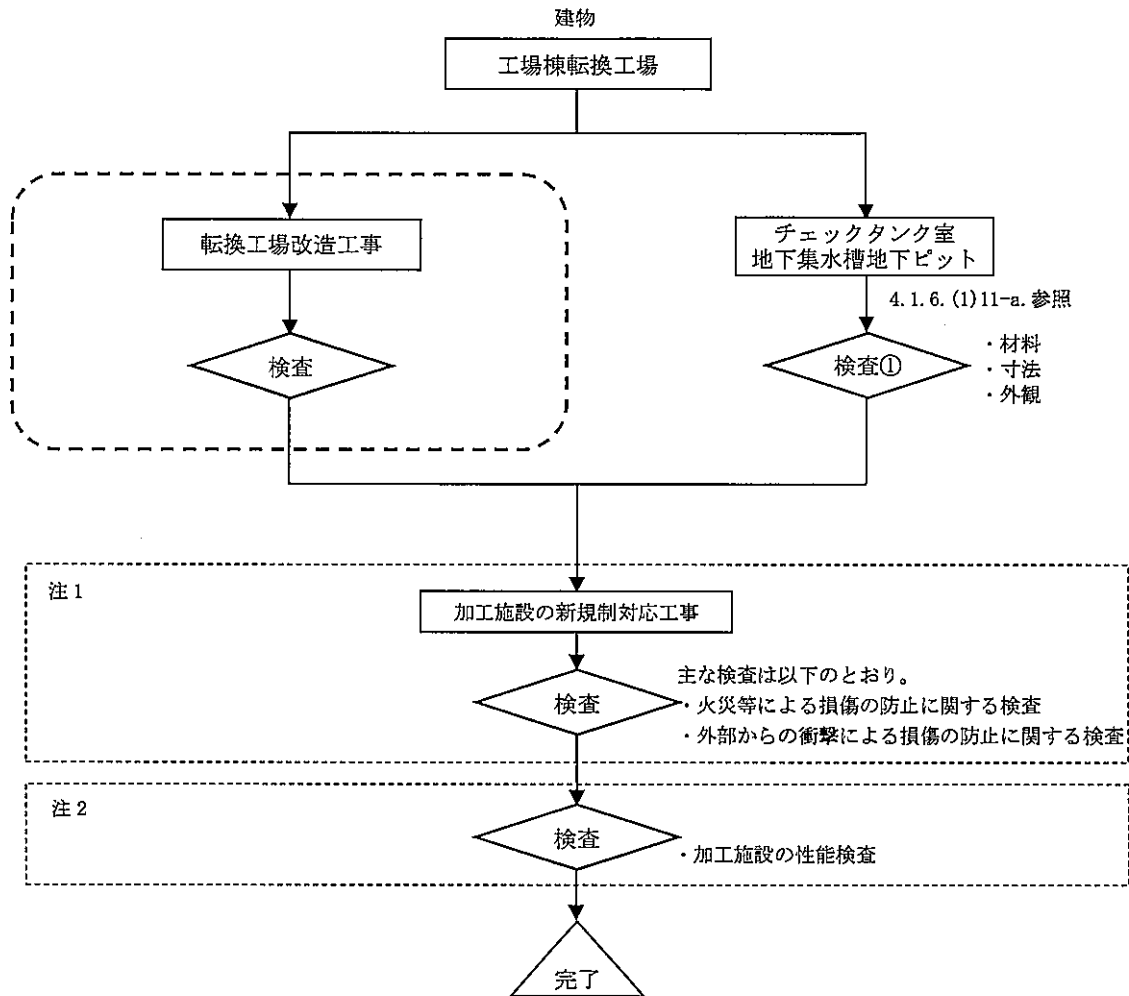 建物
工場棟転換工場
転換工場改造工事
チェックタンク室
地下集水槽地下ピット
4.1.6.(1)11-a.参照
検査
検査①
・材料
・寸法
・外観
注1
加工施設の新規制対応工事
検査
主な検査は以下のとおり。
・火災等による損傷の防止に関する検査
・外部からの衝撃による損傷の防止に関する検査
注2
検査
・加工施設の性能検査
完了